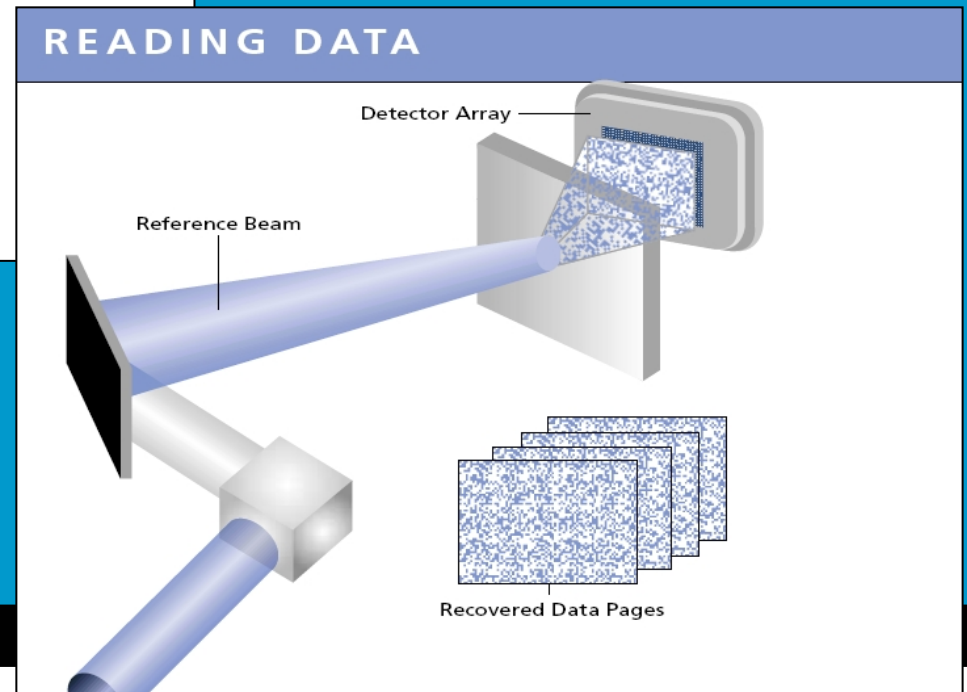 READING DATA
Detector Array
Reference Beam
Recovered Data Pages